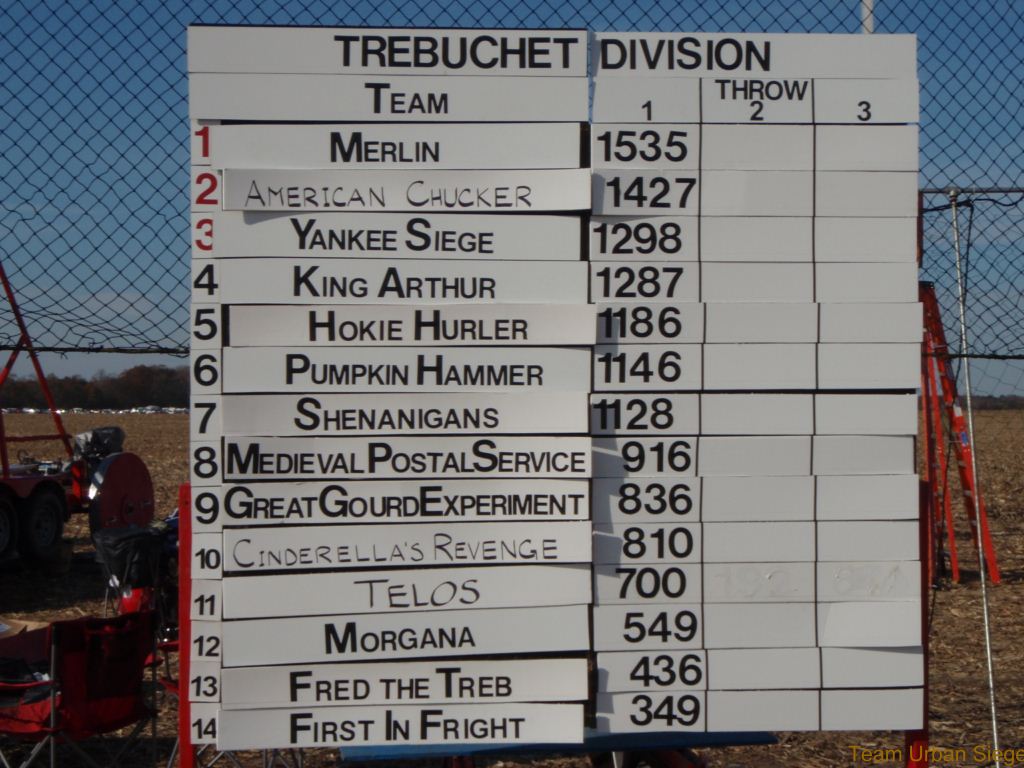 TREBUCHET DIVISION
TEAM THROW
1 2 3
1 MERLIN 1535
2 AMERICAN CHUCKER 1427
3 YANKEE SIEGE 1298
4 KING ARTHUR 1287
5 HOKIE HURLER 1186
6 PUMPKIN HAMMER 1146
7 SHENANIGANS 1128
8 MEDIEVAL POSTAL SERVICE 916
9 GREAT GOURD EXPERIMENT 836
10 CINDERELLA'S REVENGE 810
11 TELOS 700
12 MORGANA 549
13 FRED THE TREB 436
14 FIRST IN FRIGHT 349
Team Urban Siege